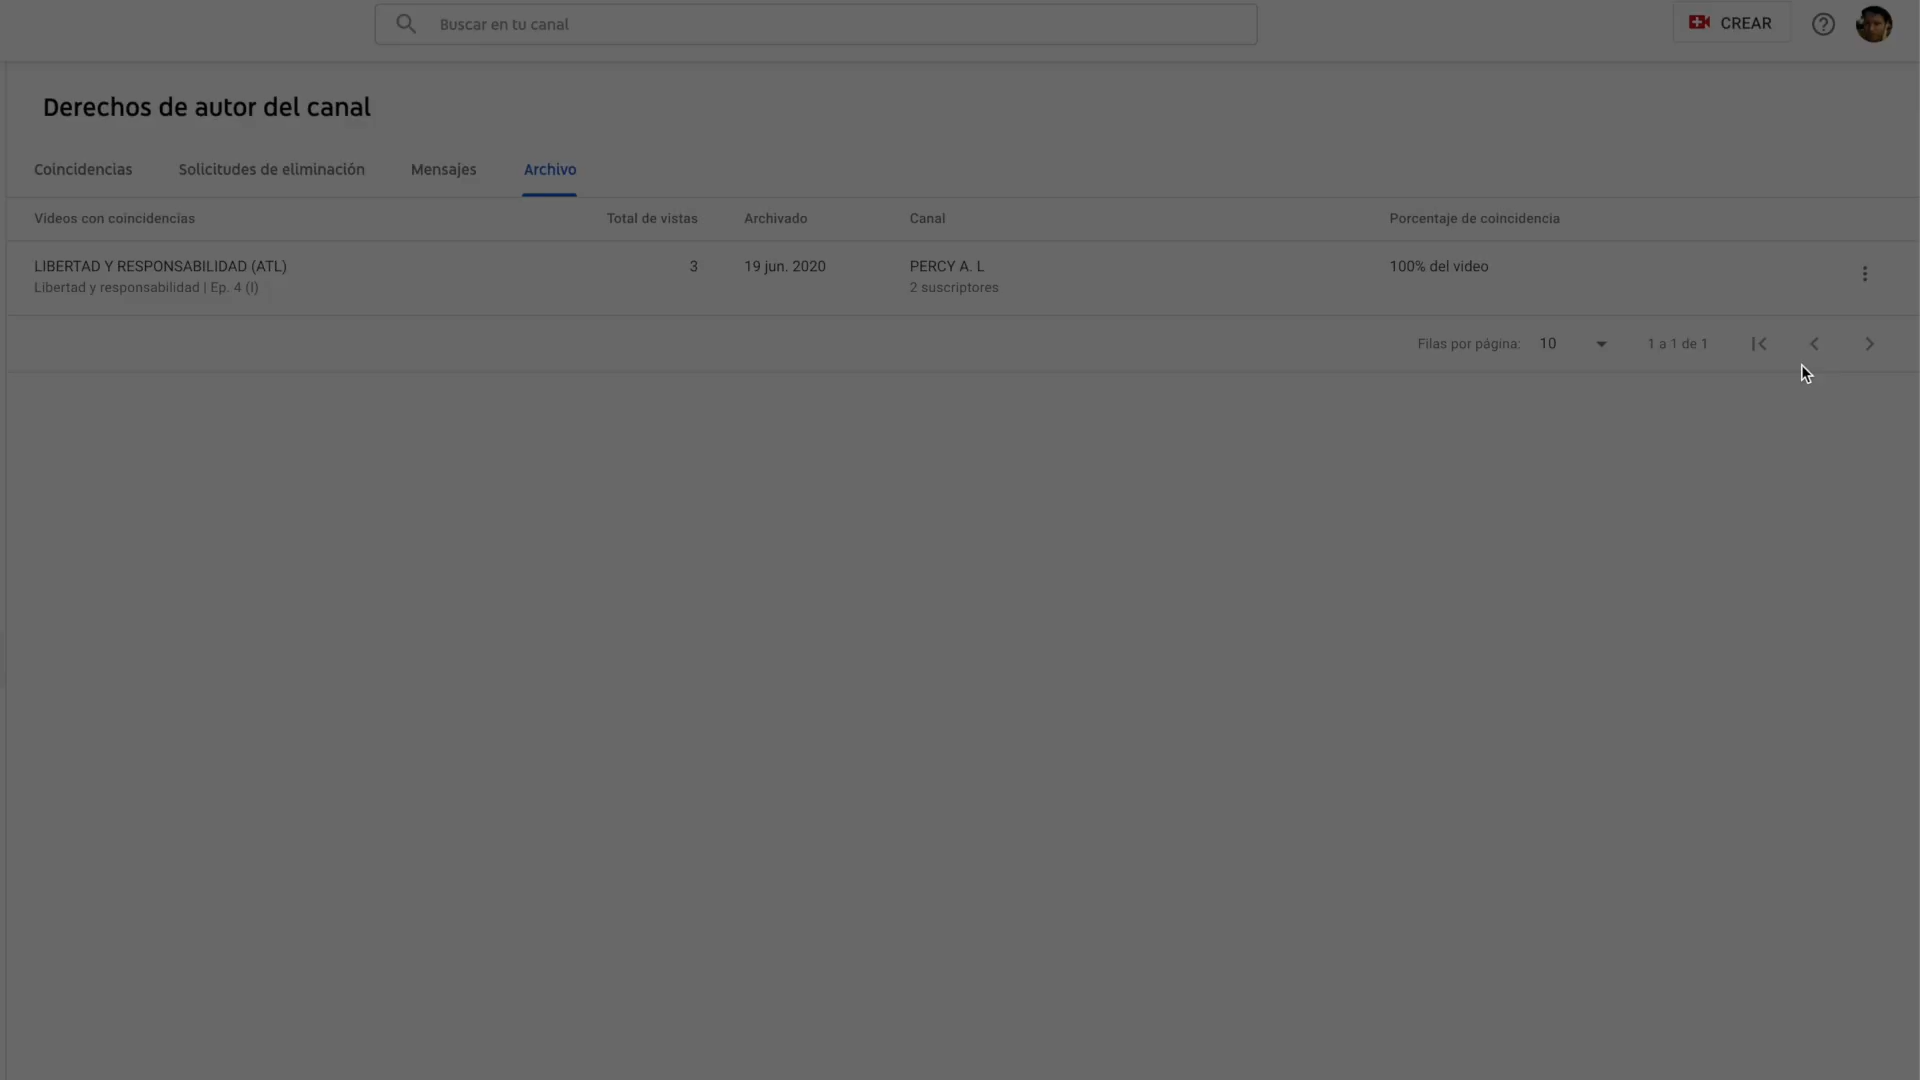 Buscar en tu canal
CREAR
Derechos de autor del canal
Coincidencias Solicitudes de eliminación Mensajes Archivo
Videos con coincidencias Total de vistas Archivado Canal Porcentaje de coincidencia
LIBERTAD Y RESPONSABILIDAD (ATL) 3 19 jun. 2020 PERCY A. L 100% del video
Libertad y responsabilidad | Ep. 4 (I) 2 suscriptores
Filas por página: 10 1 a 1 de 1